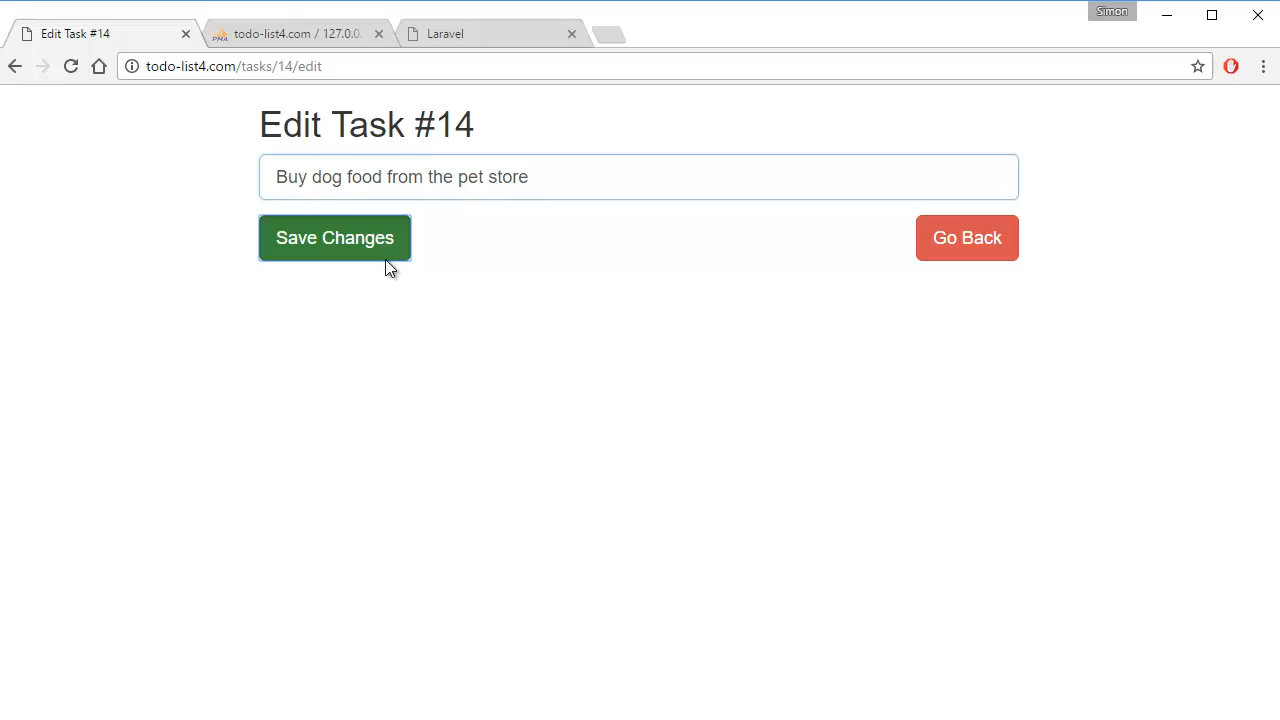 Simon
Edit Task #14
todo-list4.com / 127.0.0.
Laravel
todo-list4.com/tasks/14/edit
Edit Task #14
Buy dog food from the pet store
Save Changes
Go Back